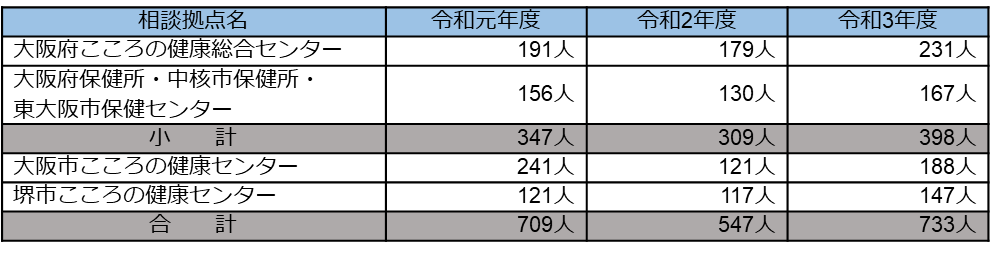 相談拠点名 令和元年度 令和2年度 令和3年度
大阪府こころの健康総合センター 191人 179人 231人
大阪府保健所・中核市保健所・
東大阪市保健センター 156人 130人 167人
小 計 347人 309人 398人
大阪市こころの健康センター 241人 121人 188人
堺市こころの健康センター 121人 117人 147人
合 計 709人 547人 733人